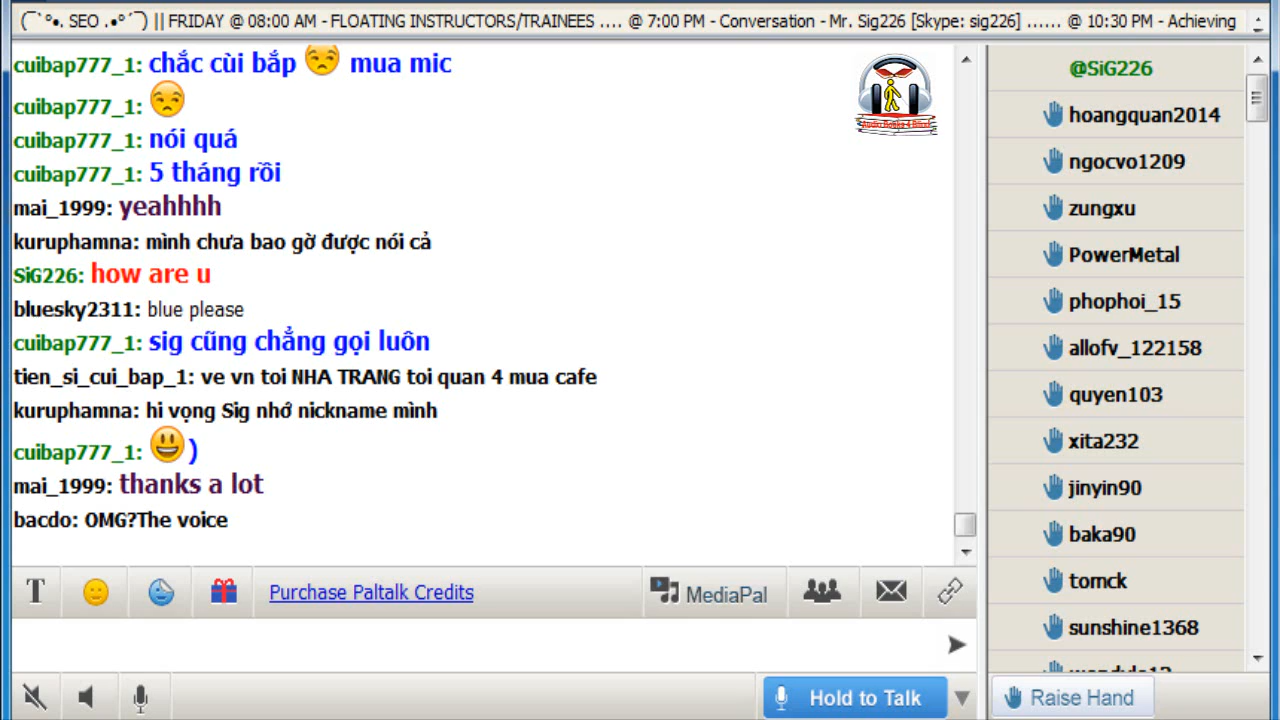 (¯`°•. SEO .•°´¯) || FRIDAY @ 08:00 AM - FLOATING INSTRUCTORS/TRAINEES .... @ 7:00 PM - Conversation - Mr. Sig226 [Skype: sig226] ...... @ 10:30 PM - Achieving
cuibap777_1: chắc cùi bắp 😒 mua mic
cuibap777_1: 😒
cuibap777_1: nói quá
cuibap777_1: 5 tháng rồi
mai_1999: yeahhhh
kuruphamna: mình chưa bao gờ được nói cả
SiG226: how are u
bluesky2311: blue please
cuibap777_1: sig cũng chẳng gọi luôn
tien_si_cui_bap_1: ve vn toi NHA TRANG toi quan 4 mua cafe
kuruphamna: hi vọng Sig nhớ nickname mình
cuibap777_1: 😃 )
mai_1999: thanks a lot
bacdo: OMG?The voice
@SiG226
hoangquan2014
ngocvo1209
zungxu
PowerMetal
phophoi_15
allofv_122158
quyen103
xita232
jinyin90
baka90
tomck
sunshine1368
T
Purchase Paltalk Credits
MediaPal
Hold to Talk
Raise Hand